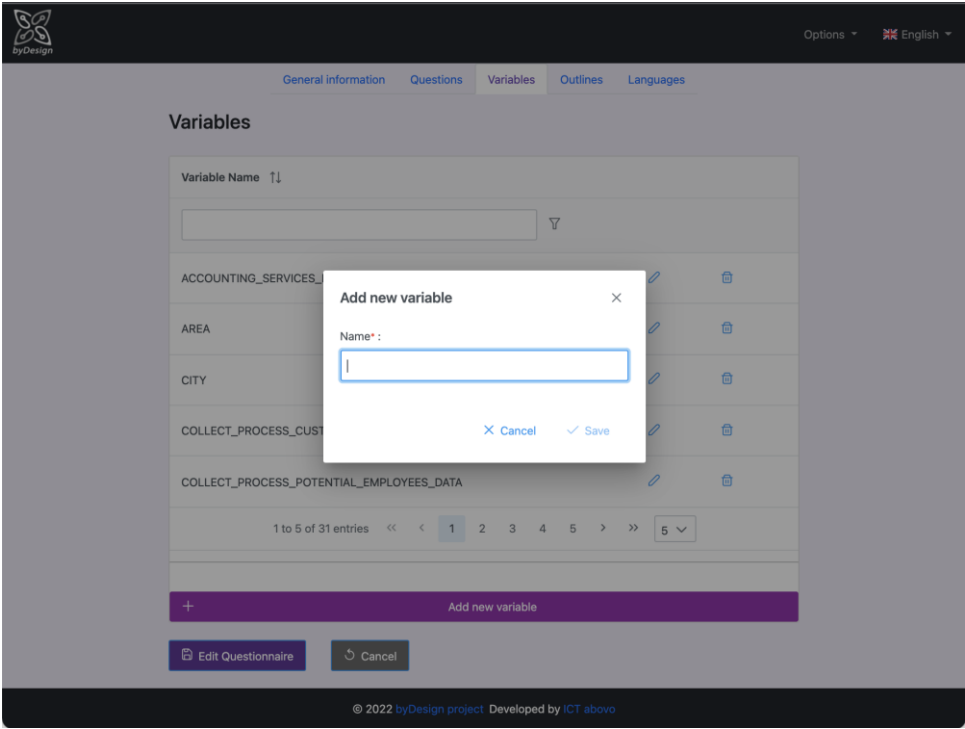 byDesign
Options English
General information Questions Variables Outlines Languages
Variables
Variable Name
ACCOUNTING_SERVICES_
AREA
CITY
COLLECT_PROCESS_CUST
COLLECT_PROCESS_POTENTIAL_EMPLOYEES_DATA
Add new variable
Name* :
Cancel Save
1 to 5 of 31 entries << < 1 2 3 4 5 > >> 5
+ Add new variable
Edit Questionnaire Cancel
© 2022 byDesign project Developed by ICT abovo